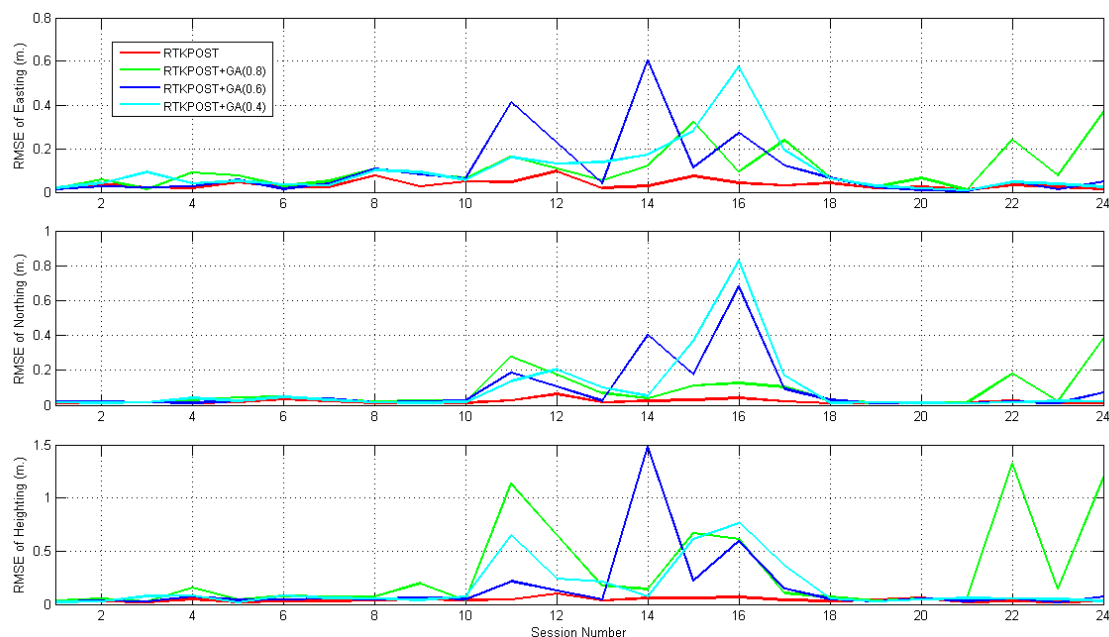 0.8
0.6
0.4
0.2
0
RMSE of Easting (m.)
RTKPOST
RTKPOST+GA(0.8)
RTKPOST+GA(0.6)
RTKPOST+GA(0.4)
2 4 6 8 10 12 14 16 18 20 22 24
1
0.8
0.6
0.4
0.2
0
RMSE of Northing (m.)
2 4 6 8 10 12 14 16 18 20 22 24
1.5
1
0.5
0
RMSE of Heighting (m.)
2 4 6 8 10 12 14 16 18 20 22 24
Session Number